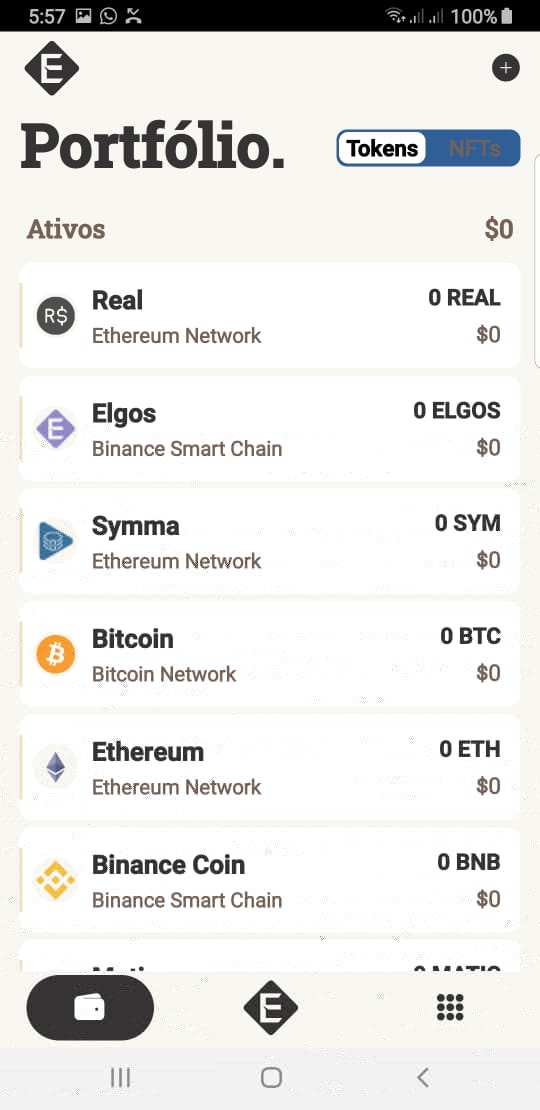 5:57 100%
E
Portfólio.
Tokens NFTs
Ativos $0
Real 0 REAL
R$
Ethereum Network $0
Elgos 0 ELGOS
E
Binance Smart Chain $0
Symma 0 SYM
Ethereum Network $0
Bitcoin 0 BTC
Bitcoin Network $0
Ethereum 0 ETH
Ethereum Network $0
Binance Coin 0 BNB
Binance Smart Chain $0
0 MATIC
E